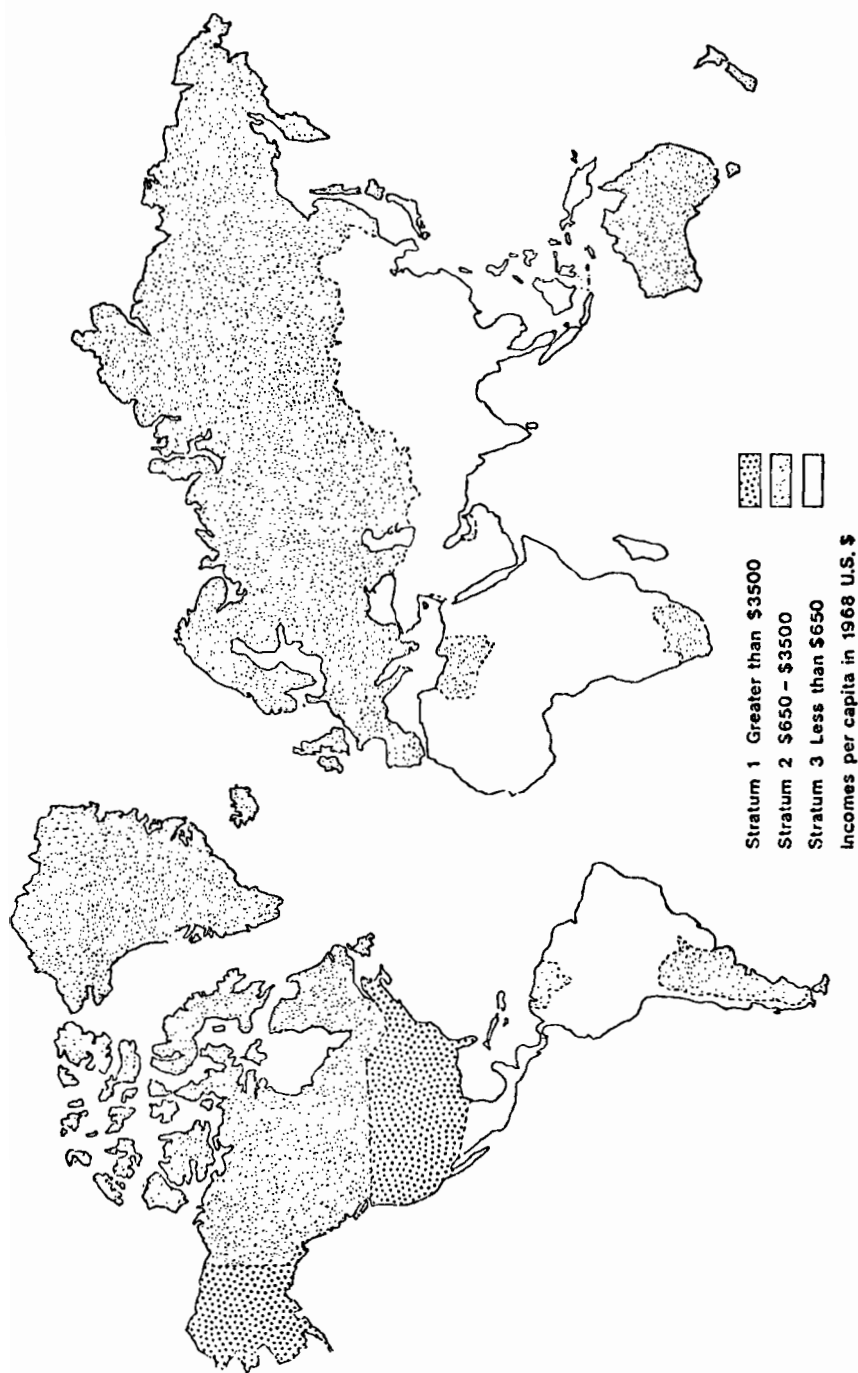 Stratum 1 Greater than $3500
Stratum 2 $650 – $3500
Stratum 3 Less than $650
Incomes per capita in 1968 U.S. $